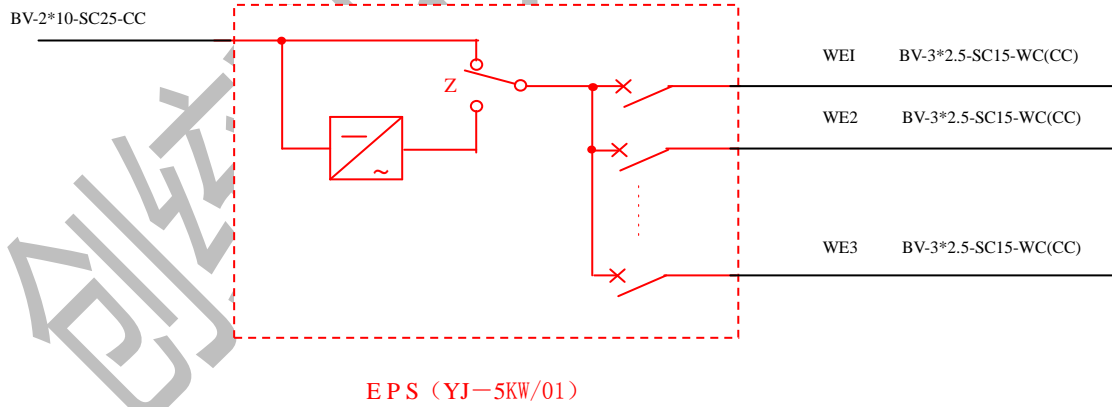 BV-2*10-SC25-CC
WEI BV-3*2.5-SC15-WC(CC)
Z
WE2 BV-3*2.5-SC15-WC(CC)
WE3 BV-3*2.5-SC15-WC(CC)
EPS（YJ－5KW/01）
创